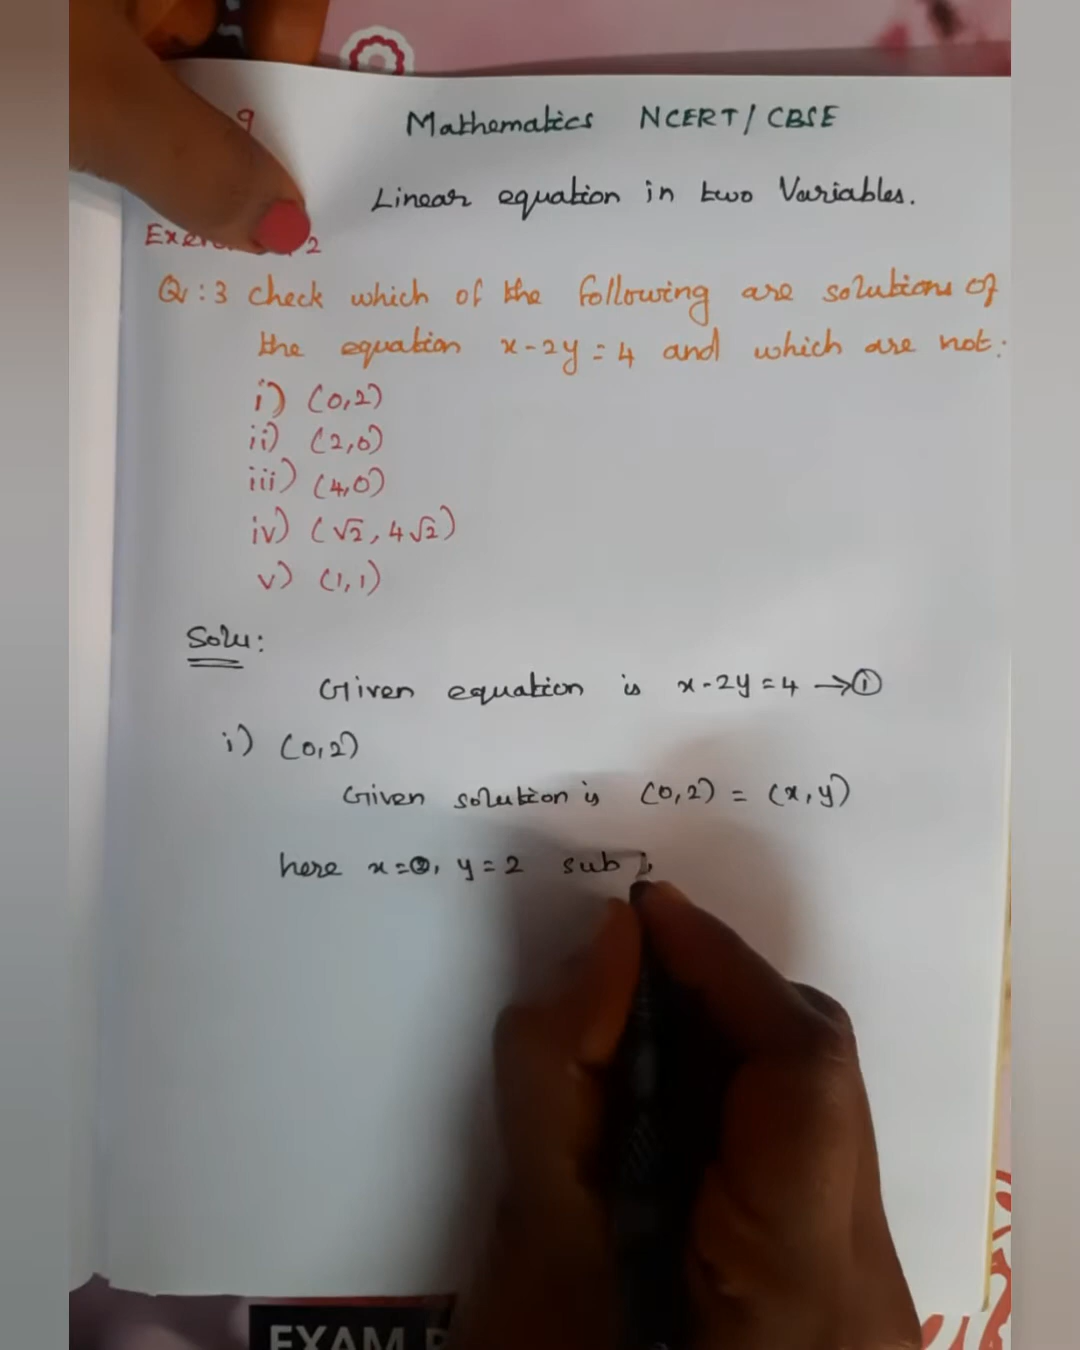 9
Mathematics NCERT/CBSE
Linear equation in two Variables.
2
Q:3 check which of the following are solutions of
the equation x-2y=4 and which are not:
i) (0,2)
ii) (2,0)
iii) (4,0)
iv) (√2, 4√2)
v) (1,1)
Solu:
Given equation is x-2y=4 →①
i) (0,2)
Given solution is (0,2) = (x,y)
here x=0, y=2 sub
EXAM